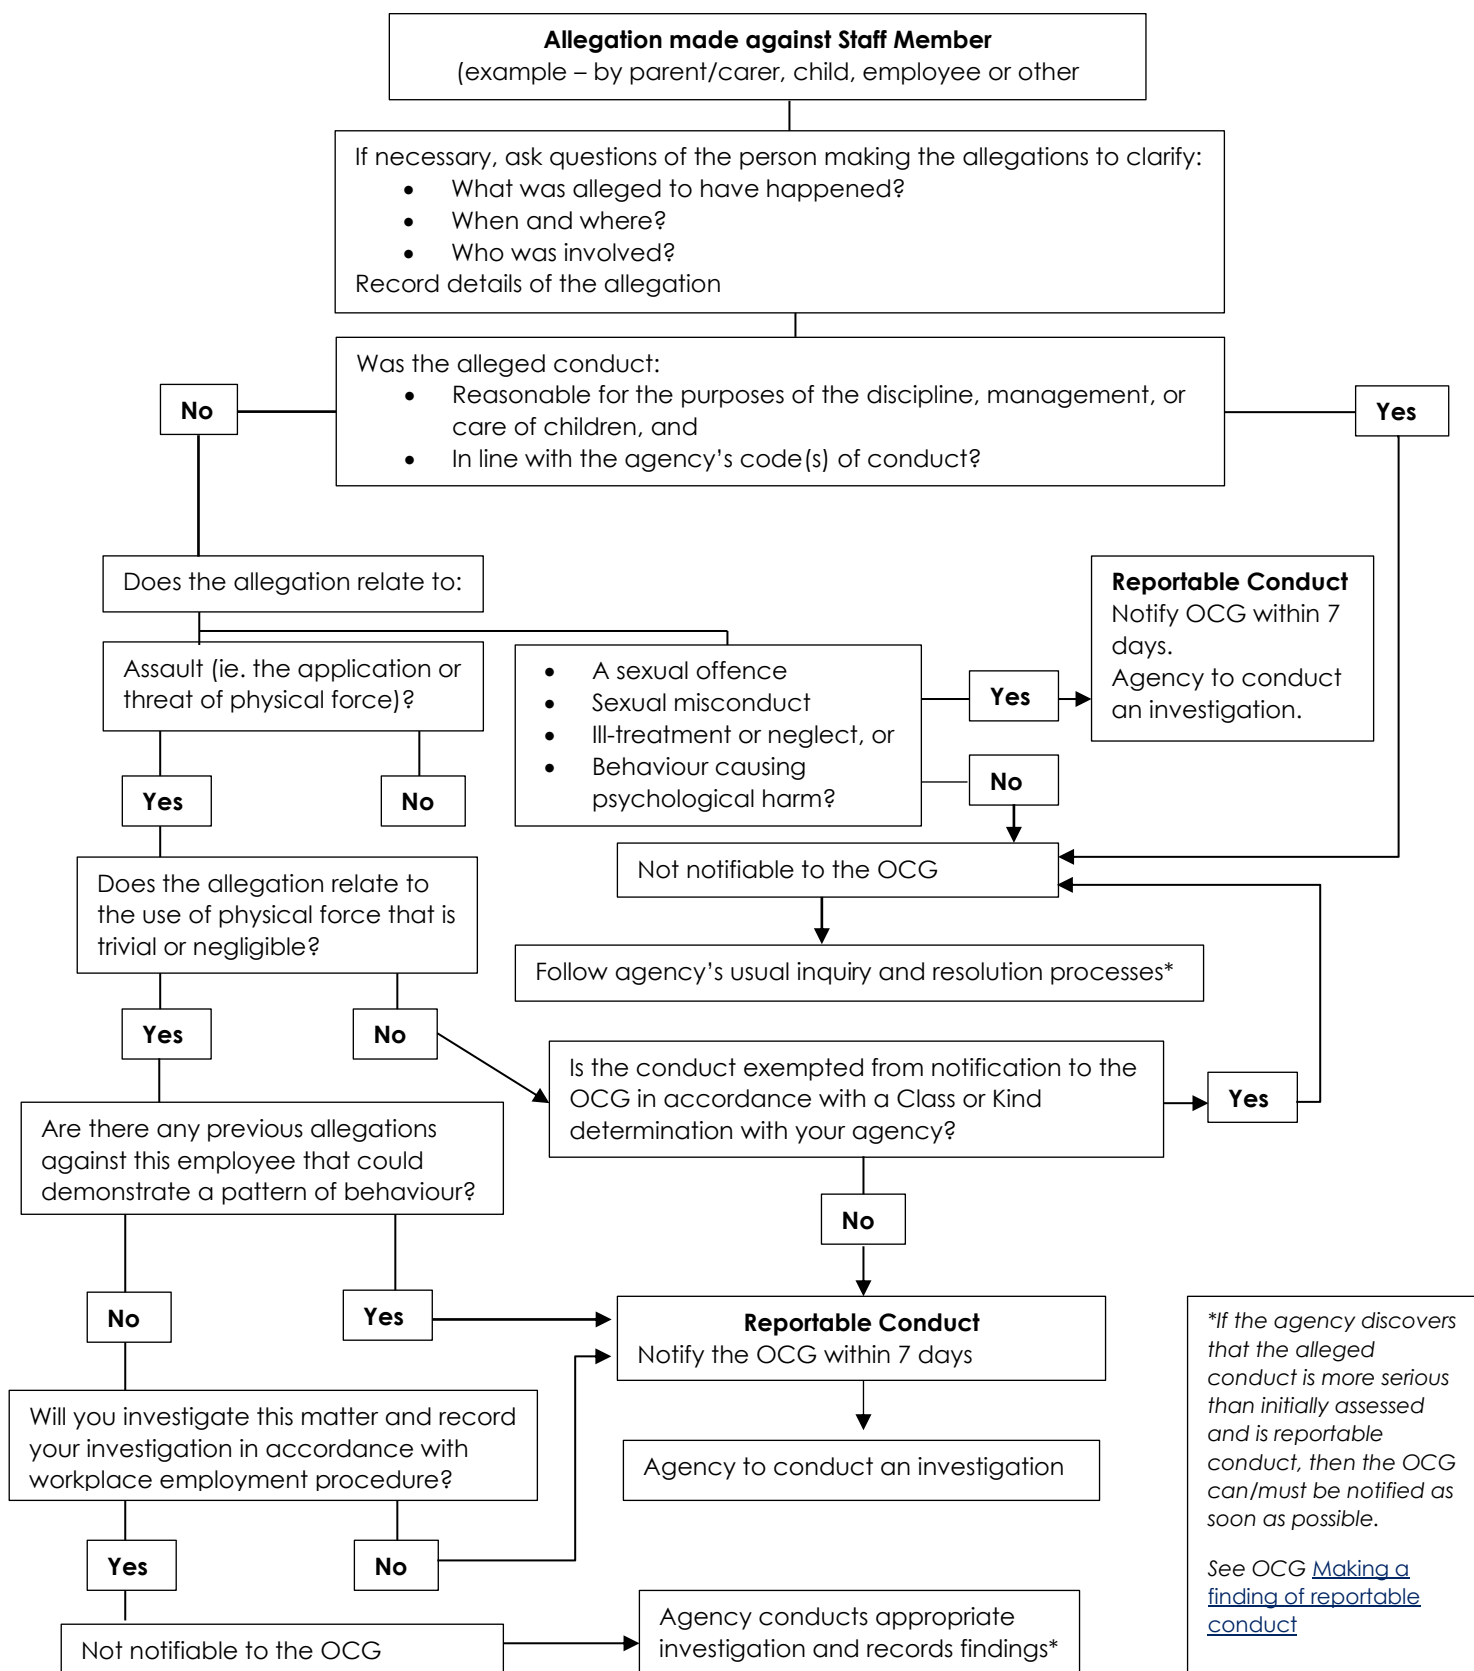 Allegation made against Staff Member
(example – by parent/carer, child, employee or other
If necessary, ask questions of the person making the allegations to clarify:
• What was alleged to have happened?
• When and where?
• Who was involved?
Record details of the allegation
Was the alleged conduct:
• Reasonable for the purposes of the discipline, management, or
care of children, and
• In line with the agency’s code(s) of conduct?
No
Yes
Does the allegation relate to:
Assault (ie. the application or
threat of physical force)?
• A sexual offence
• Sexual misconduct
• Ill-treatment or neglect, or
• Behaviour causing
psychological harm?
Yes
Reportable Conduct
Notify OCG within 7
days.
Agency to conduct
an investigation.
No
Yes
No
Not notifiable to the OCG
Does the allegation relate to
the use of physical force that is
trivial or negligible?
Follow agency’s usual inquiry and resolution processes*
Yes
No
Is the conduct exempted from notification to the
OCG in accordance with a Class or Kind
determination with your agency?
Yes
Are there any previous allegations
against this employee that could
demonstrate a pattern of behaviour?
No
No
Yes
Reportable Conduct
Notify the OCG within 7 days
Will you investigate this matter and record
your investigation in accordance with
workplace employment procedure?
Agency to conduct an investigation
Yes
No
Not notifiable to the OCG
Agency conducts appropriate
investigation and records findings*
*If the agency discovers
that the alleged
conduct is more serious
than initially assessed
and is reportable
conduct, then the OCG
can/must be notified as
soon as possible.
See OCG Making a
finding of reportable
conduct